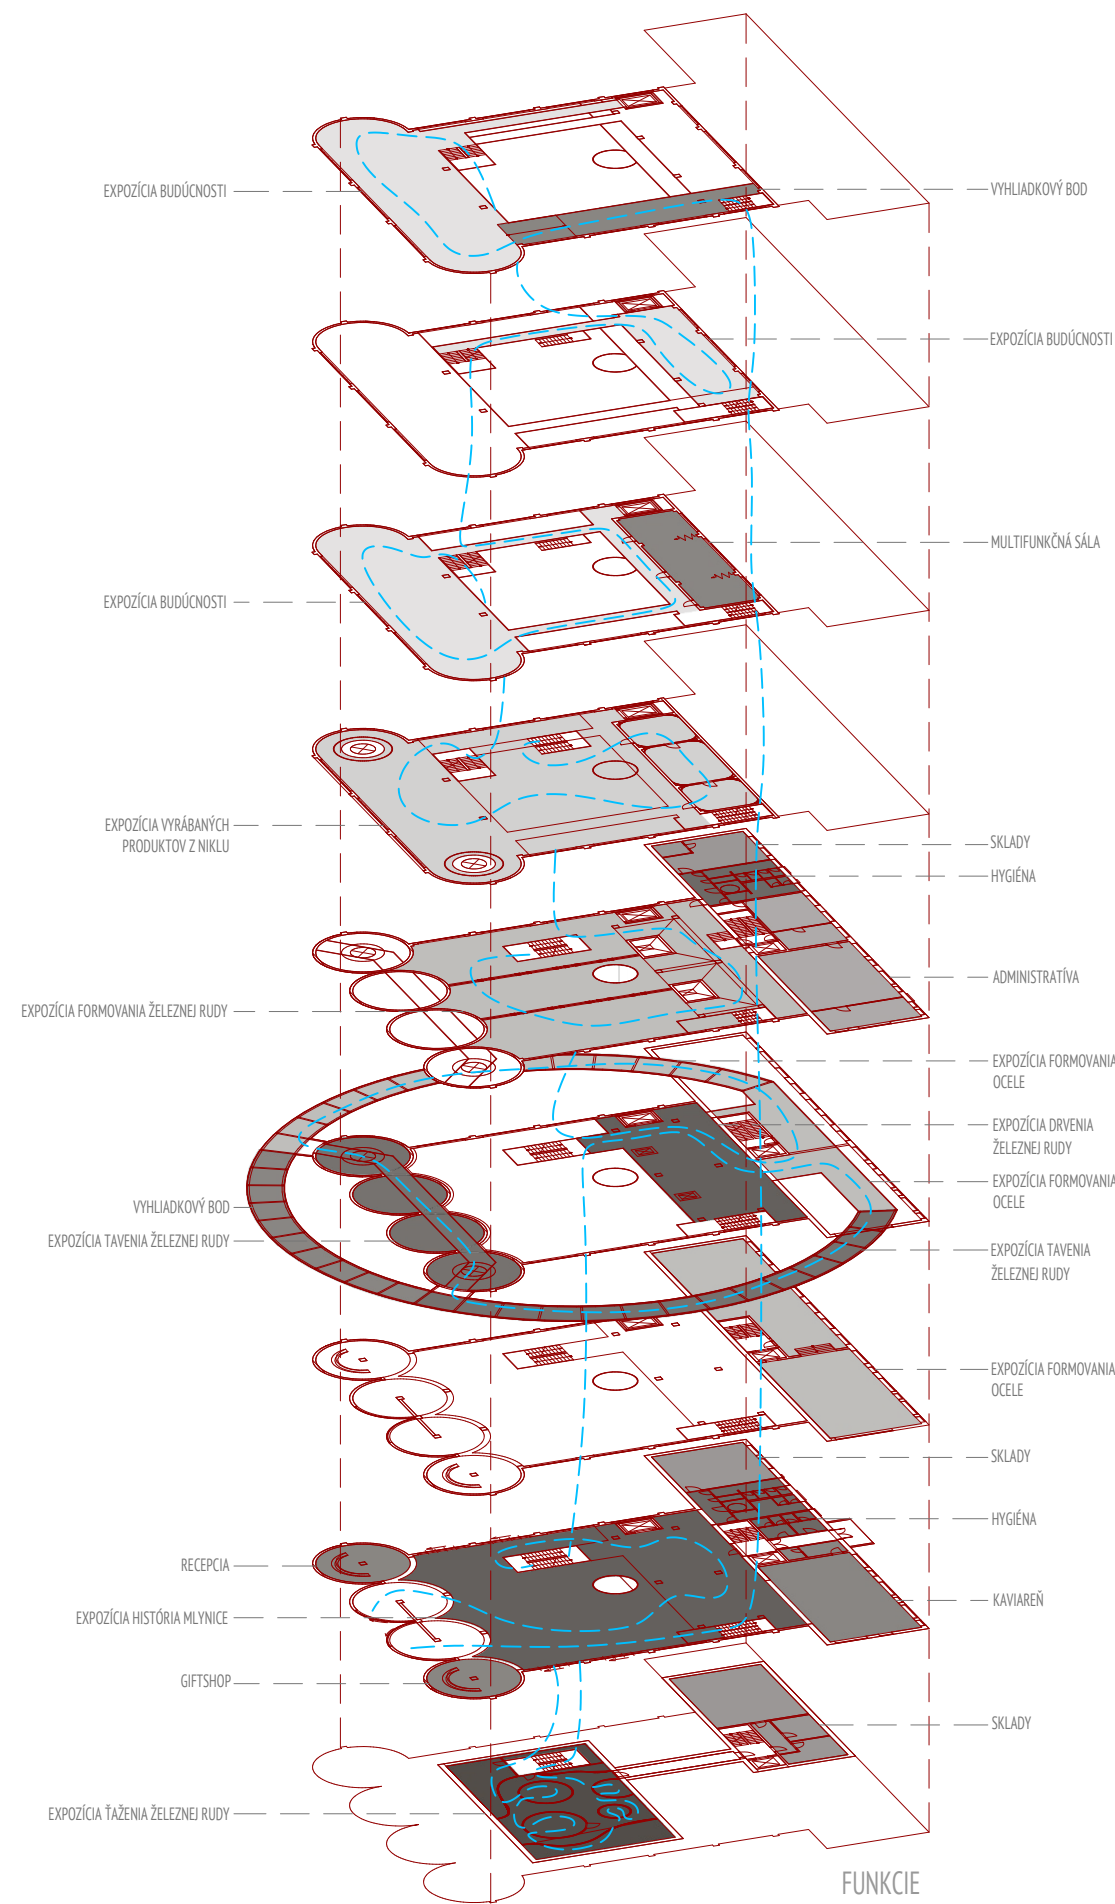 EXPOZÍCIA BUDÚCNOSTI
VYHLIADKOVÝ BOD
EXPOZÍCIA BUDÚCNOSTI
MULTIFUNKČNÁ SÁLA
EXPOZÍCIA BUDÚCNOSTI
EXPOZÍCIA VYRÁBANÝCH
PRODUKTOV Z NIKLU
SKLADY
HYGIÉNA
ADMINISTRATÍVA
EXPOZÍCIA FORMOVANIA ŽELEZNEJ RUDY
EXPOZÍCIA FORMOVANIA
OCELE
EXPOZÍCIA DRVENIA
ŽELEZNEJ RUDY
EXPOZÍCIA FORMOVANIA
OCELE
VYHLIADKOVÝ BOD
EXPOZÍCIA TAVENIA ŽELEZNEJ RUDY
EXPOZÍCIA TAVENIA
ŽELEZNEJ RUDY
EXPOZÍCIA FORMOVANIA
OCELE
SKLADY
HYGIÉNA
RECEPCIA
KAVIAREŇ
EXPOZÍCIA HISTÓRIA MLYNICE
GIFTSHOP
SKLADY
EXPOZÍCIA ŤAŽENIA ŽELEZNEJ RUDY
FUNKCIE